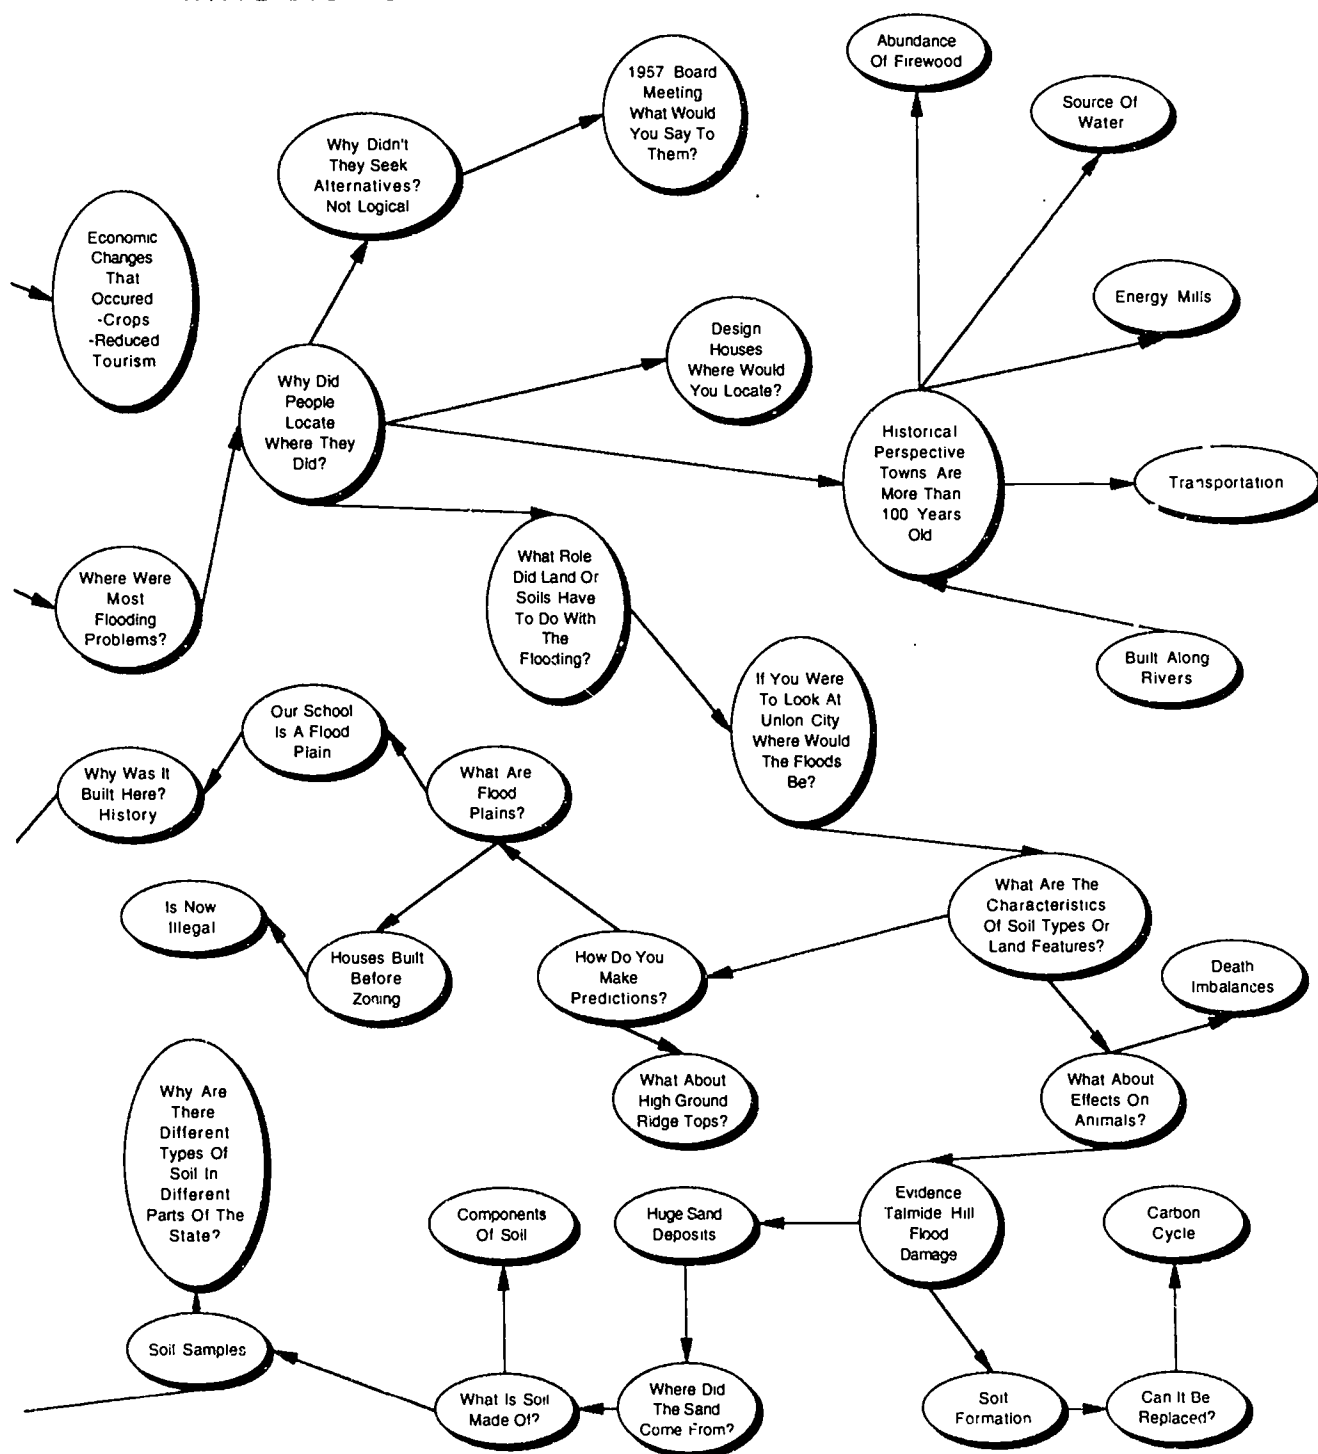 Abundance
Of Firewood
1957 Board
Meeting
What Would
You Say To
Them?
Source Of
Water
Why Didn't
They Seek
Alternatives?
Not Logical
Economic
Changes
That
Occured
-Crops
-Reduced
Tourism
Energy Mills
Design
Houses
Where Would
You Locate?
Why Did
People
Locate
Where They
Did?
Historical
Perspective
Towns Are
More Than
100 Years
Old
Transportation
What Role
Did Land Or
Soils Have
To Do With
The
Flooding?
Where Were
Most
Flooding
Problems?
Built Along
Rivers
If You Were
To Look At
Union City
Where Would
The Floods
Be?
Our School
Is A Flood
Plain
Why Was It
Built Here?
History
What Are
Flood
Plains?
What Are The
Characteristics
Of Soil Types Or
Land Features?
Is Now
Illegal
Houses Built
Before
Zoning
How Do You
Make
Predictions?
Death
Imbalances
What About
High Ground
Ridge Tops?
What About
Effects On
Animals?
Why Are
There
Different
Types Of
Soil In
Different
Parts Of The
State?
Components
Of Soil
Huge Sand
Deposits
Evidence
Talmide Hill
Flood
Damage
Carbon
Cycle
Soil Samples
What Is Soil
Made Of?
Where Did
The Sand
Come From?
Soil
Formation
Can It Be
Replaced?